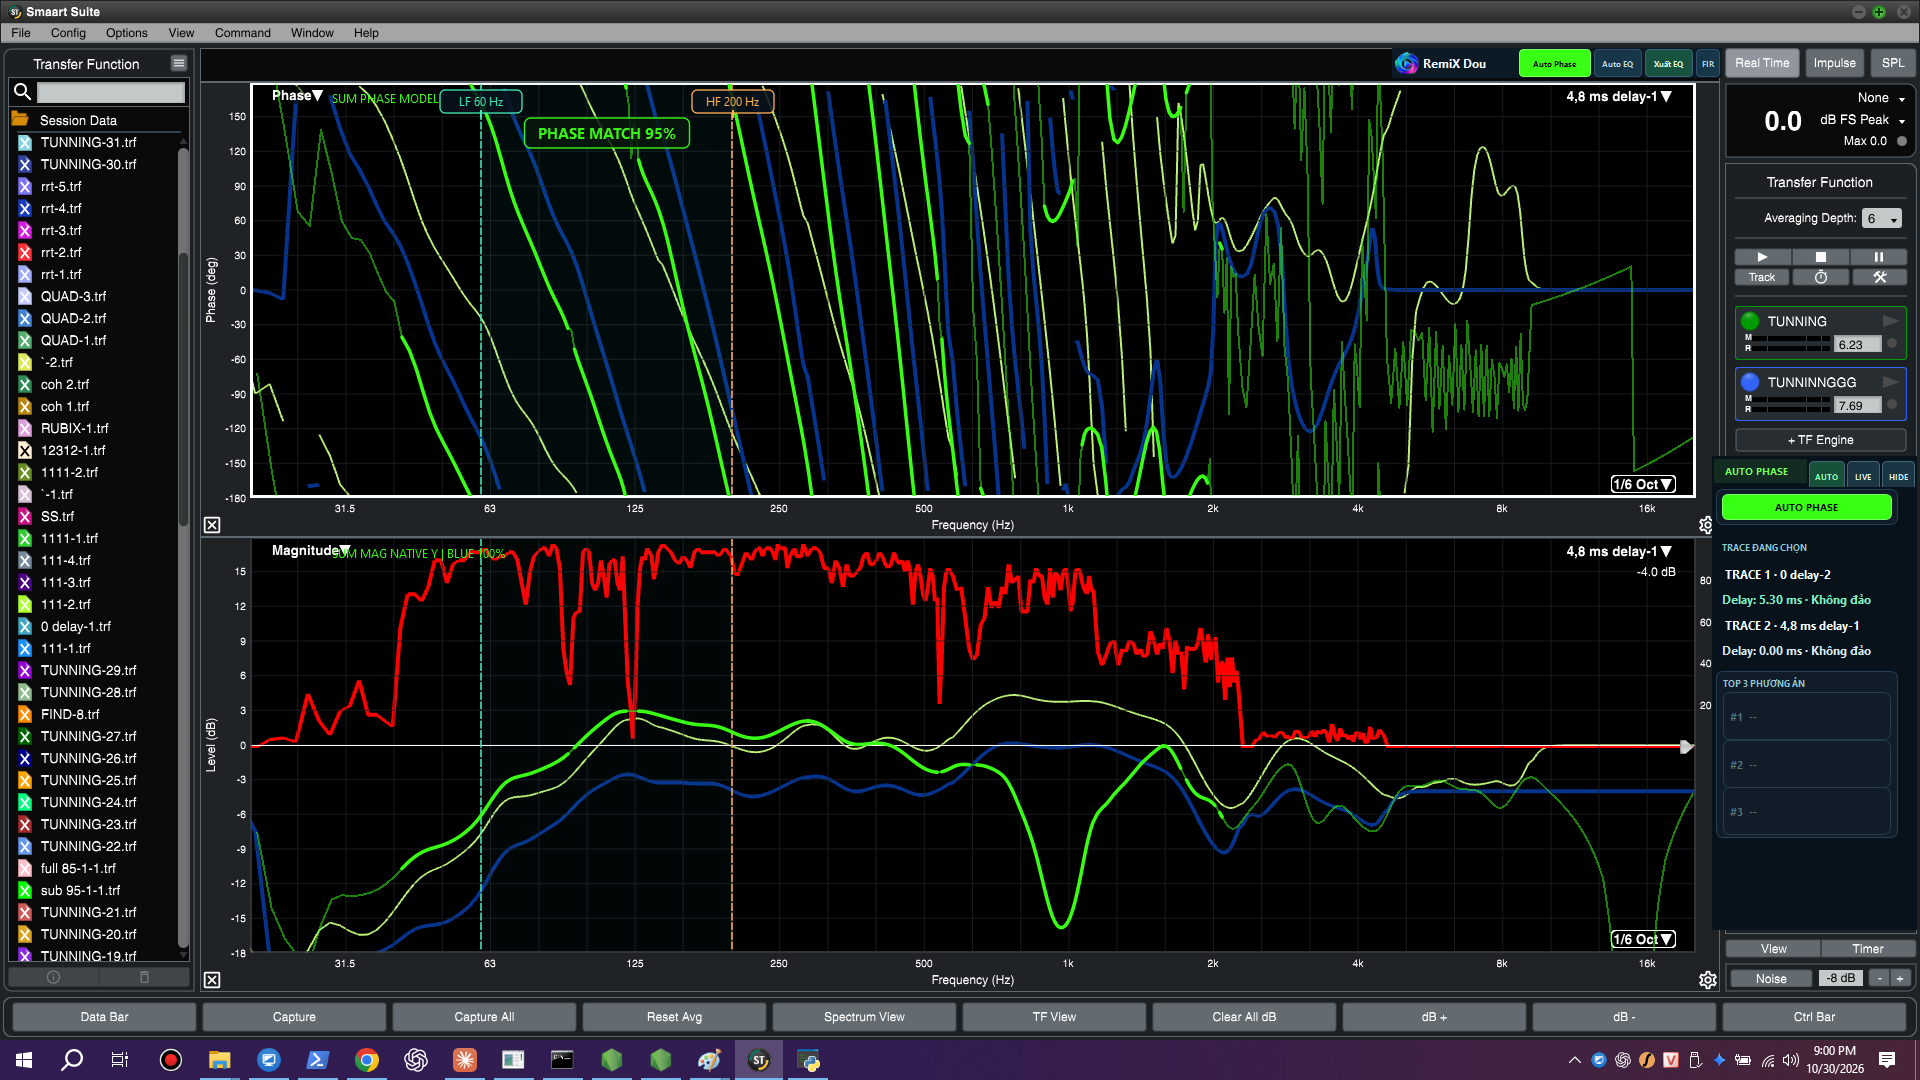 Smaart Suite
File Config Options View Command Window Help
Transfer Function
Session Data
TUNNING-31.trf
TUNNING-30.trf
rrt-5.trf
rrt-4.trf
rrt-3.trf
rrt-2.trf
rrt-1.trf
QUAD-3.trf
QUAD-2.trf
QUAD-1.trf
`-2.trf
coh 2.trf
coh 1.trf
RUBIX-1.trf
12312-1.trf
1111-2.trf
`-1.trf
SS.trf
1111-1.trf
111-4.trf
111-3.trf
111-2.trf
0 delay-1.trf
111-1.trf
TUNNING-29.trf
TUNNING-28.trf
FIND-8.trf
TUNNING-27.trf
TUNNING-26.trf
TUNNING-25.trf
TUNNING-24.trf
TUNNING-23.trf
TUNNING-22.trf
full 85-1-1.trf
sub 95-1-1.trf
TUNNING-21.trf
TUNNING-20.trf
TUNNING-19.trf
RemiX Dou Auto Phase Auto EQ Xuất EQ FIR
Phase SUM PHASE MODEL LF 60 Hz HF 200 Hz 4,8 ms delay-1
PHASE MATCH 95%
Phase (deg)
150
120
90
60
30
0
-30
-60
-90
-120
-150
-180
1/6 Oct
31.5 63 125 250 500 1k 2k 4k 8k 16k
Frequency (Hz)
Magnitude SUM MAG NATIVE Y | BLUE 100% 4,8 ms delay-1
-4.0 dB
Level (dB)
15
12
9
6
3
0
-3
-6
-9
-12
-15
-18
80
60
40
20
1/6 Oct
31.5 63 125 250 500 1k 2k 4k 8k 16k
Frequency (Hz)
Real Time Impulse SPL
None
0.0 dB FS Peak
Max 0.0
Transfer Function
Averaging Depth: 6
Track
TUNNING
M
R 6.23
TUNNINNGGG
M
R 7.69
+ TF Engine
AUTO PHASE AUTO LIVE HIDE
AUTO PHASE
TRACE ĐANG CHỌN
TRACE 1 · 0 delay-2
Delay: 5.30 ms · Không đảo
TRACE 2 · 4,8 ms delay-1
Delay: 0.00 ms · Không đảo
TOP 3 PHƯƠNG ÁN
#1 --
#2 --
#3 --
View Timer
Noise -8 dB - +
Data Bar Capture Capture All Reset Avg Spectrum View TF View Clear All dB dB + dB - Ctrl Bar
9:00 PM
10/30/2026